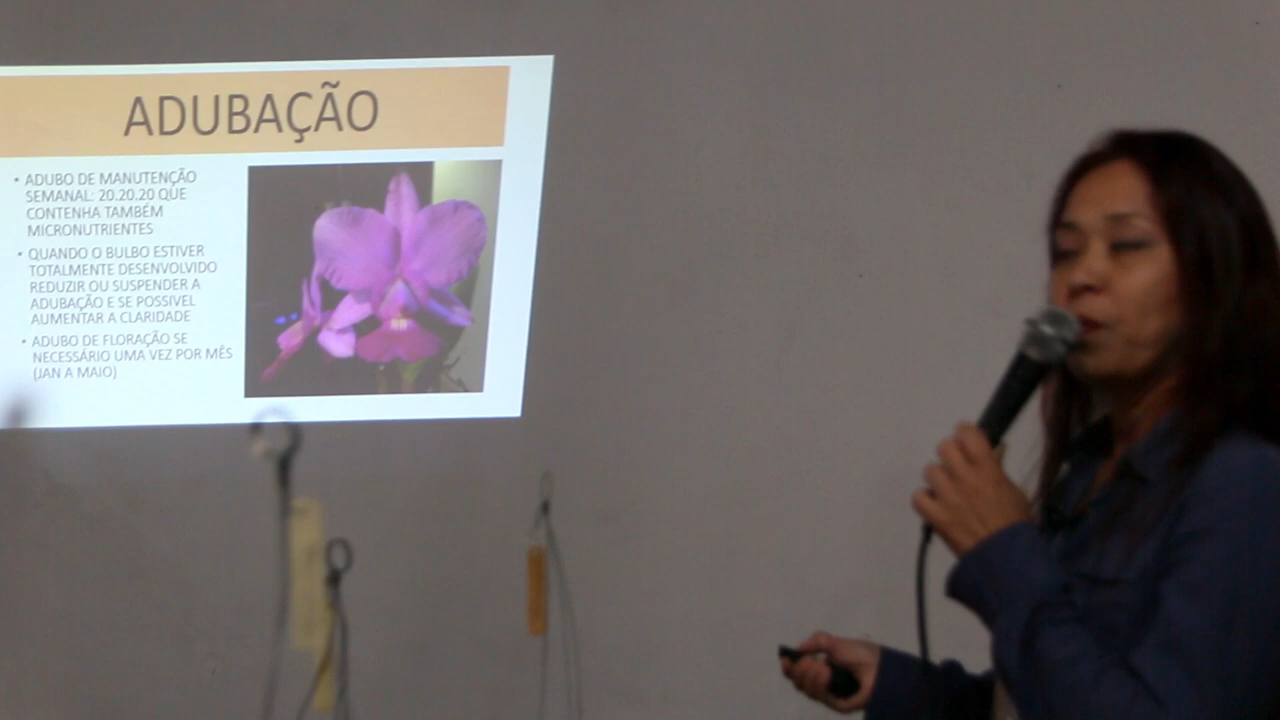 ADUBAÇÃO
• ADUBO DE MANUTENÇÃO
SEMANAL: 20.20.20 QUE
CONTENHA TAMBÉM
MICRONUTRIENTES
• QUANDO O BULBO ESTIVER
TOTALMENTE DESENVOLVIDO
REDUZIR OU SUSPENDER A
ADUBAÇÃO E SE POSSIVEL
AUMENTAR A CLARIDADE
• ADUBO DE FLORAÇÃO SE
NECESSÁRIO UMA VEZ POR MÊS
(JAN A MAIO)